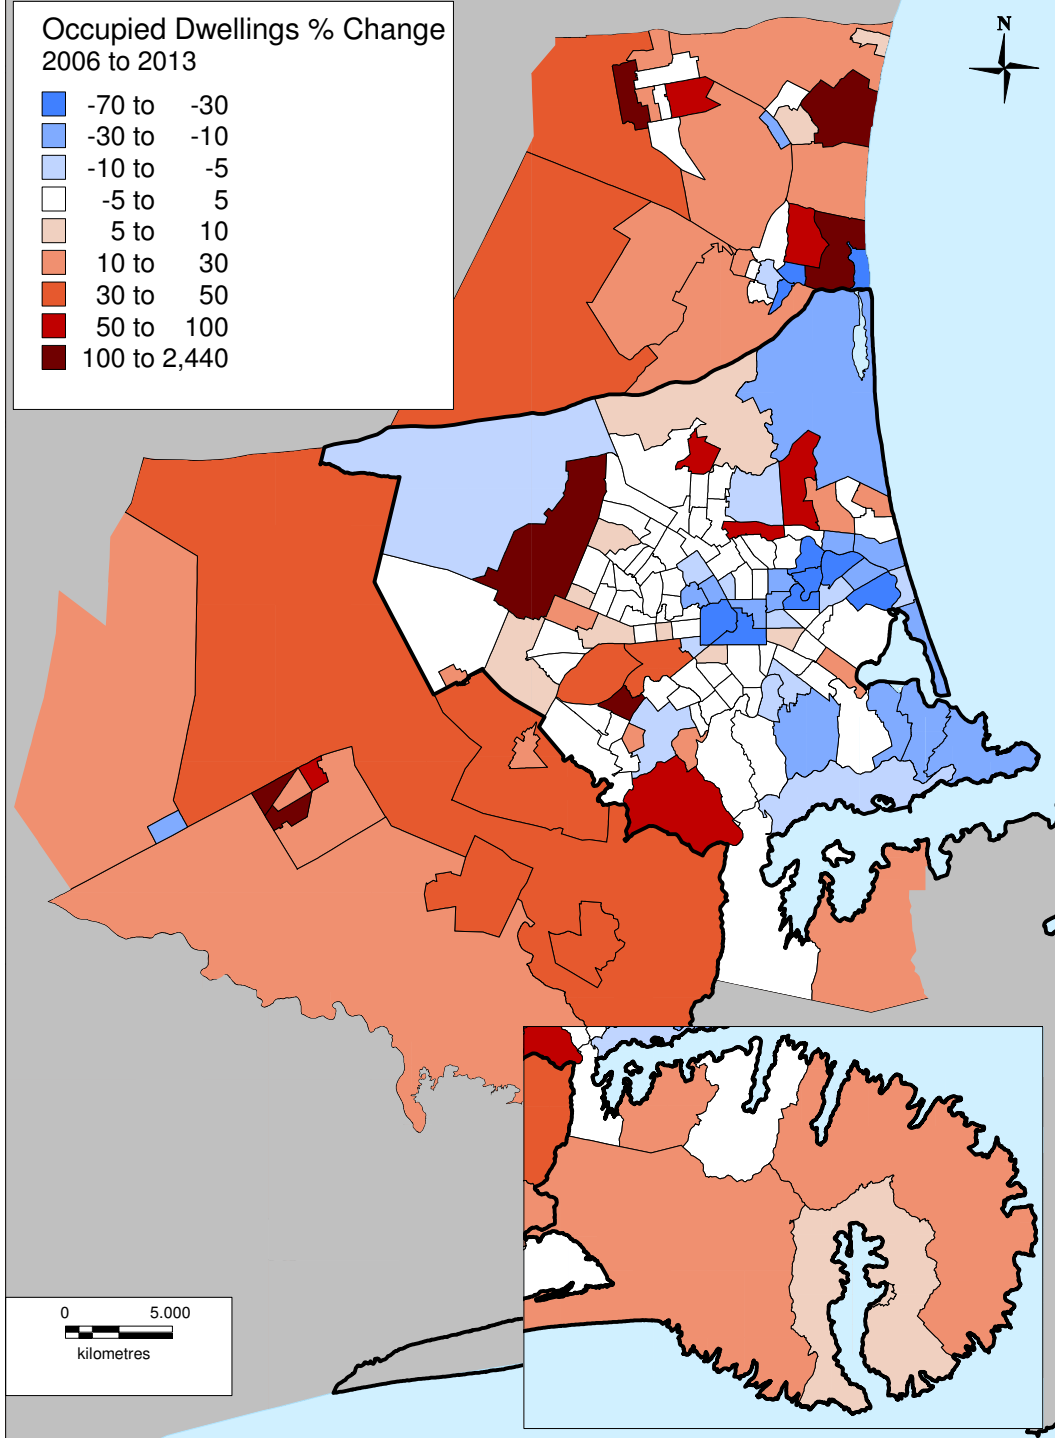 Occupied Dwellings % Change
2006 to 2013
-70 to -30
-30 to -10
-10 to -5
-5 to 5
5 to 10
10 to 30
30 to 50
50 to 100
100 to 2,440
N
0 5.000
kilometres